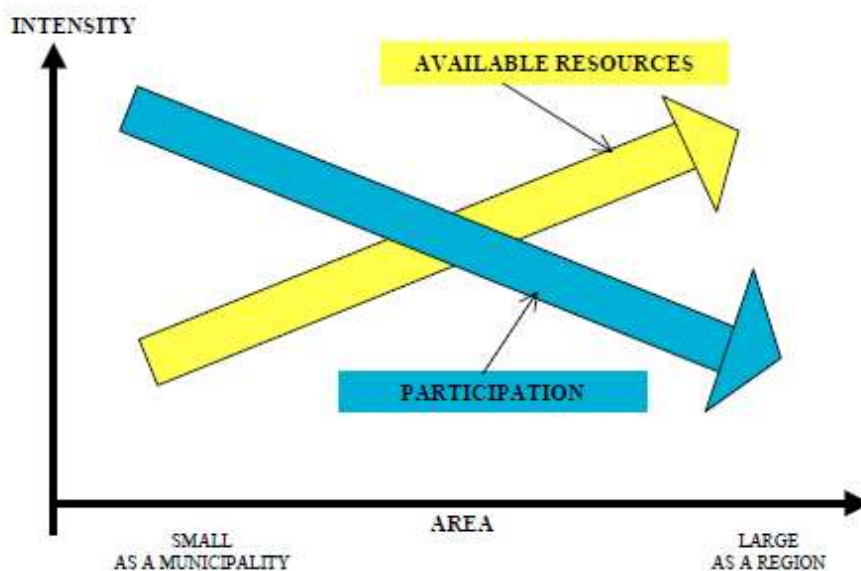 INTENSITY
AVAILABLE RESOURCES
PARTICIPATION
AREA
SMALL
AS A MUNICIPALITY
LARGE
AS A REGION